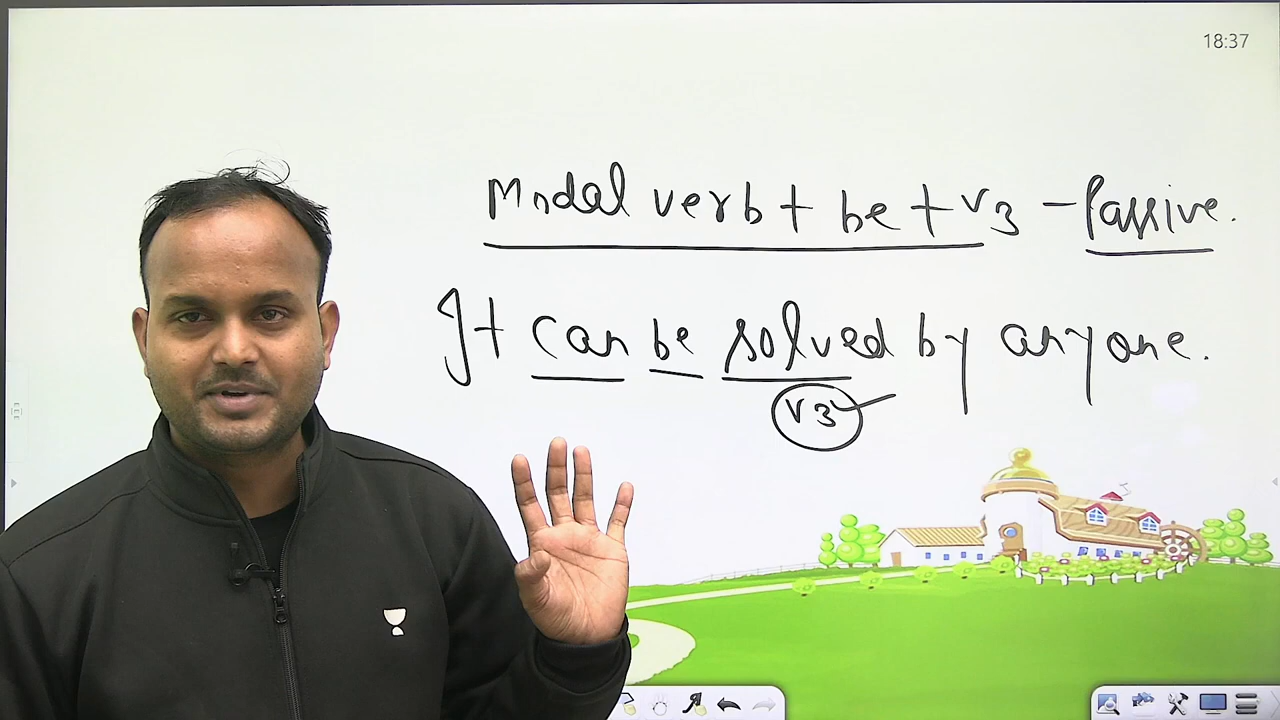 18:37
Modal verb + be + v3 - Passive.
It can be solved by anyone.
v3